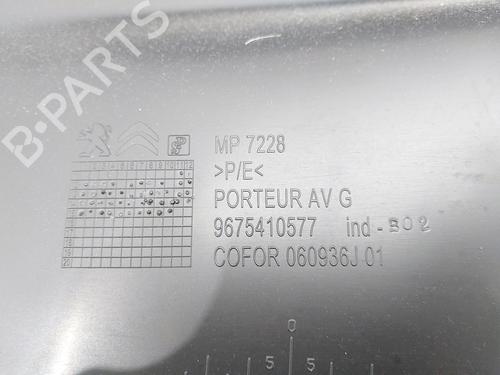 B-PARTS
MP 7228
>P/E<
PORTEUR AV G
9675410577 ind - B02
COFOR 060936J 01
0
5 5